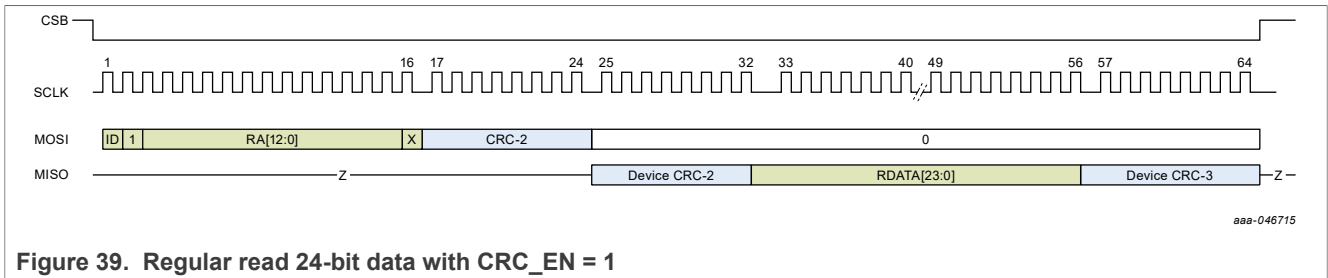 CSB
1 16 17 24 25 32 33 40 49 56 57 64
SCLK
MOSI ID 1 RA[12:0] X CRC-2 0
MISO Z Device CRC-2 RDATA[23:0] Device CRC-3 Z
aaa-046715
Figure 39. Regular read 24-bit data with CRC_EN = 1